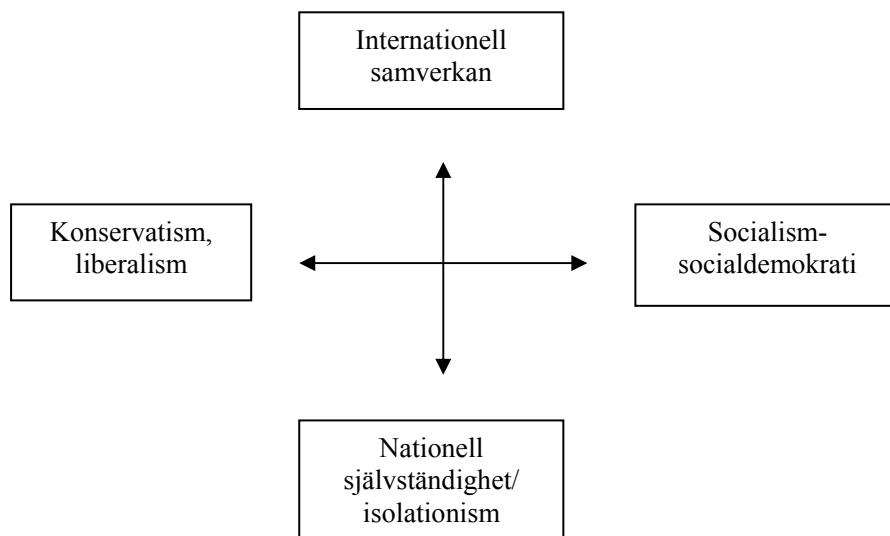 Internationell
samverkan
Konservatism,
liberalism
Socialism-
socialdemokrati
Nationell
självständighet/
isolationism